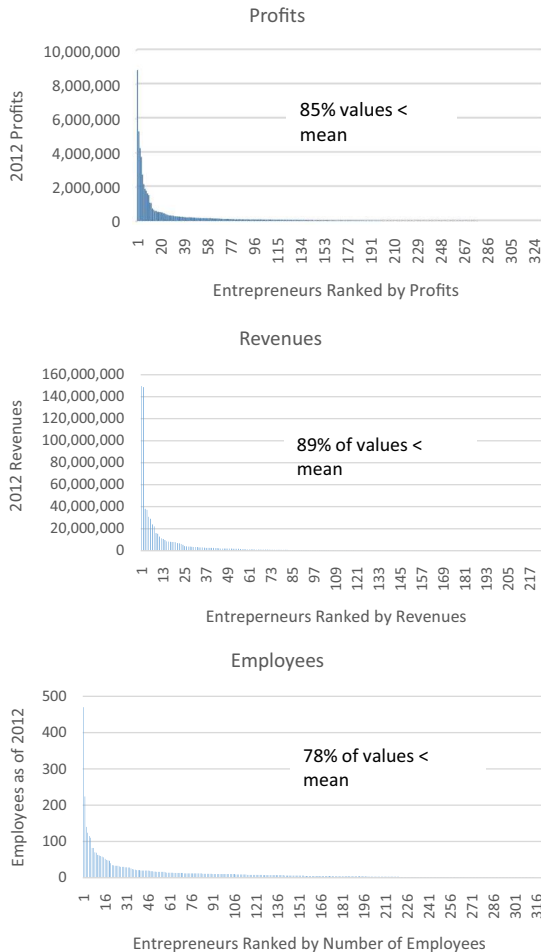 Profits
10,000,000
8,000,000
6,000,000
4,000,000
2,000,000
0
2012 Profits
85% values <
mean
1 20 39 58 77 96 115 134 153 172 191 210 229 248 267 286 305 324
Entrepreneurs Ranked by Profits
Revenues
160,000,000
140,000,000
120,000,000
100,000,000
80,000,000
60,000,000
40,000,000
20,000,000
0
2012 Revenues
89% of values <
mean
1 13 25 37 49 61 73 85 97 109 121 133 145 157 169 181 193 205 217
Entreperneurs Ranked by Revenues
Employees
500
400
300
200
100
0
Employees as of 2012
78% of values <
mean
1 16 31 46 61 76 91 106 121 136 151 166 181 196 211 226 241 256 271 286 301 316
Entrepreneurs Ranked by Number of Employees